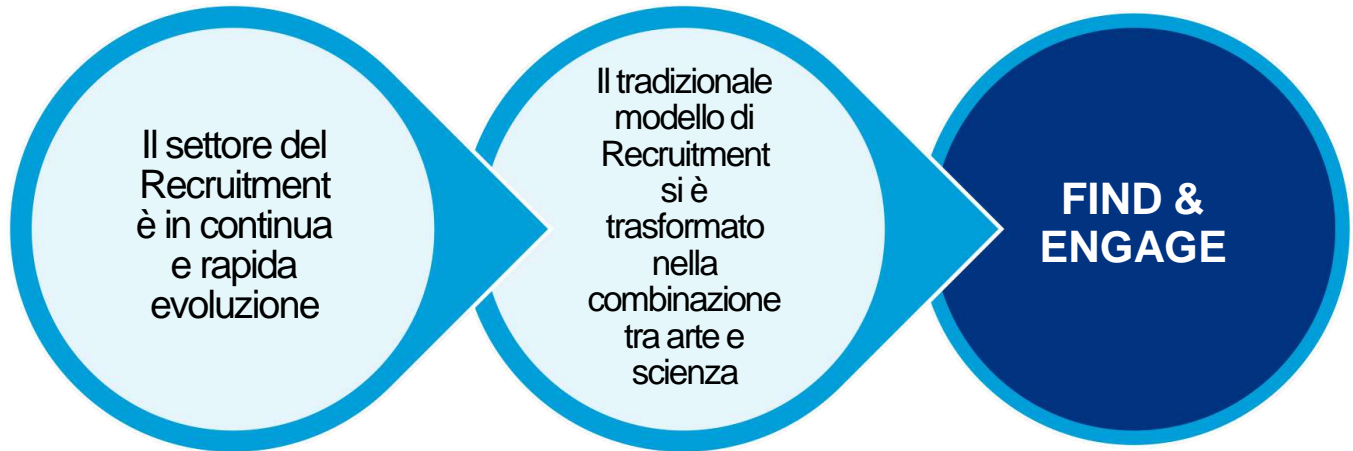 Il settore del
Recruitment
è in continua
e rapida
evoluzione
Il tradizionale
modello di
Recruitment
si è
trasformato
nella
combinazione
tra arte e
scienza
FIND &
ENGAGE